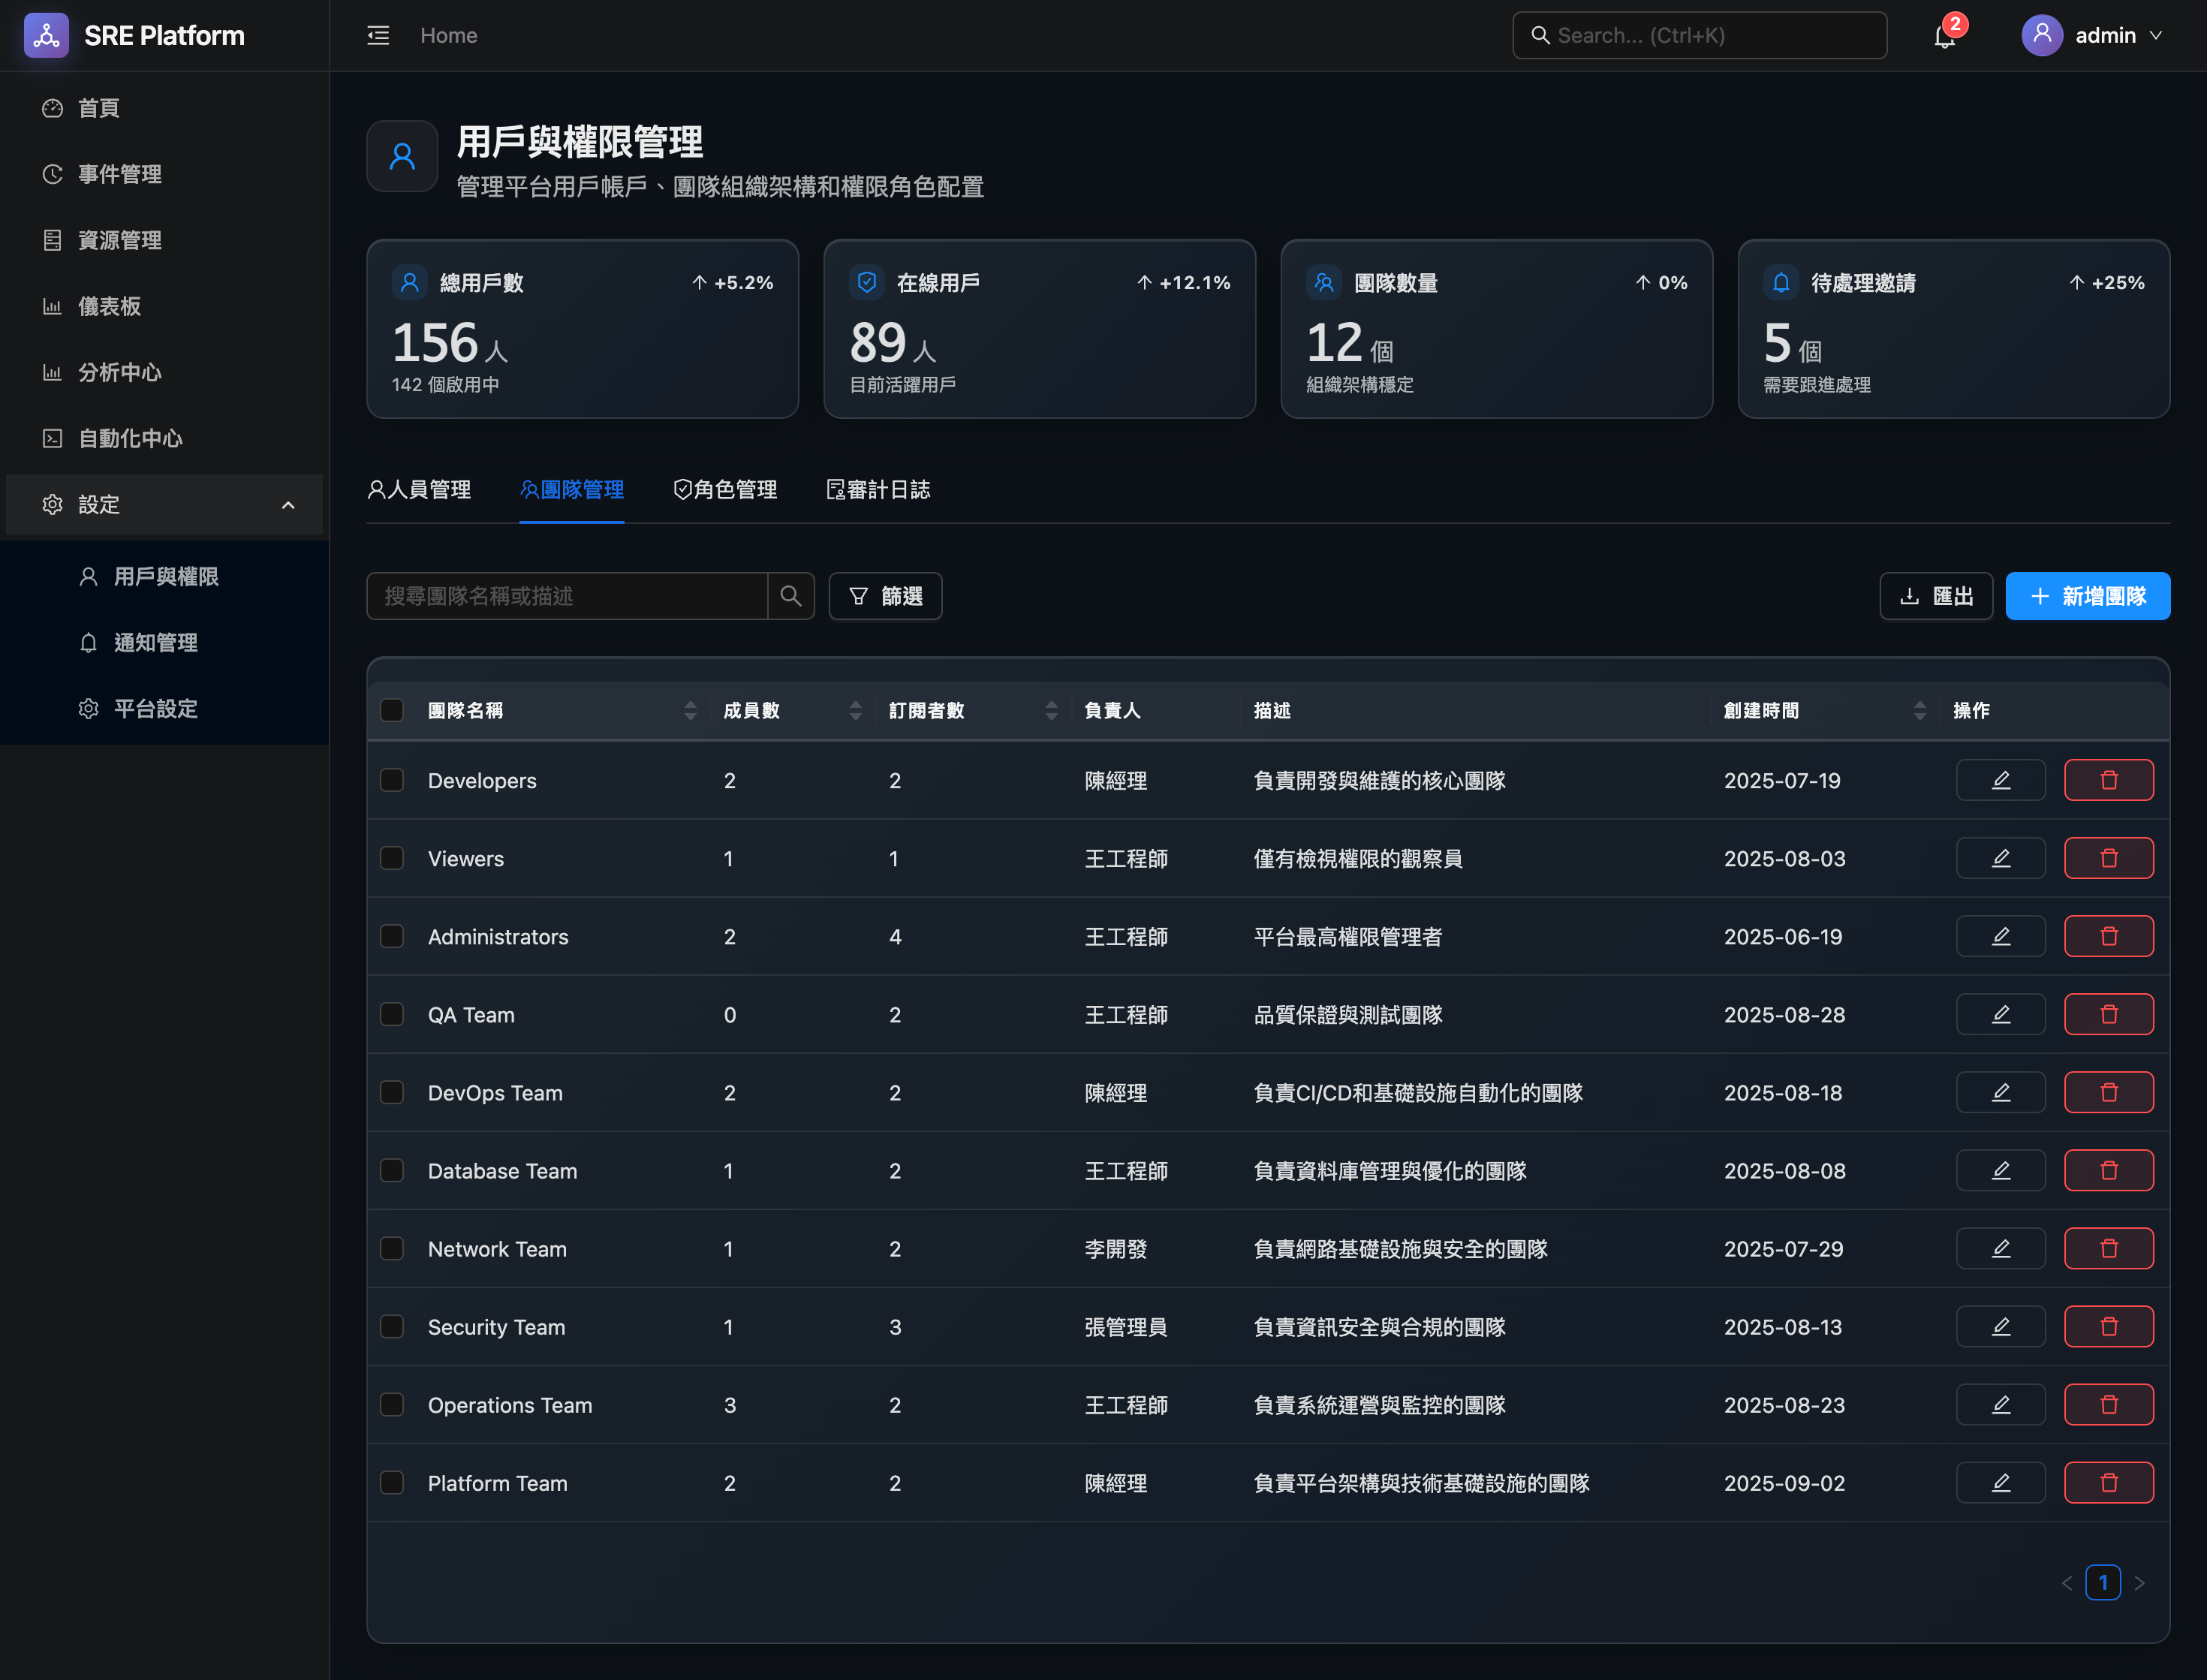 SRE Platform
Home
Search... (Ctrl+K)
2
admin
首頁
事件管理
資源管理
儀表板
分析中心
自動化中心
設定
用戶與權限
通知管理
平台設定
用戶與權限管理
管理平台用戶帳戶、團隊組織架構和權限角色配置
總用戶數 +5.2%
156 人
142 個啟用中
在線用戶 +12.1%
89 人
目前活躍用戶
團隊數量 0%
12 個
組織架構穩定
待處理邀請 +25%
5 個
需要跟進處理
人員管理 團隊管理 角色管理 審計日誌
搜尋團隊名稱或描述 篩選 匯出 新增團隊
團隊名稱 成員數 訂閱者數 負責人 描述 創建時間 操作
Developers 2 2 陳經理 負責開發與維護的核心團隊 2025-07-19
Viewers 1 1 王工程師 僅有檢視權限的觀察員 2025-08-03
Administrators 2 4 王工程師 平台最高權限管理者 2025-06-19
QA Team 0 2 王工程師 品質保證與測試團隊 2025-08-28
DevOps Team 2 2 陳經理 負責CI/CD和基礎設施自動化的團隊 2025-08-18
Database Team 1 2 王工程師 負責資料庫管理與優化的團隊 2025-08-08
Network Team 1 2 李開發 負責網路基礎設施與安全的團隊 2025-07-29
Security Team 1 3 張管理員 負責資訊安全與合規的團隊 2025-08-13
Operations Team 3 2 王工程師 負責系統運營與監控的團隊 2025-08-23
Platform Team 2 2 陳經理 負責平台架構與技術基礎設施的團隊 2025-09-02
1